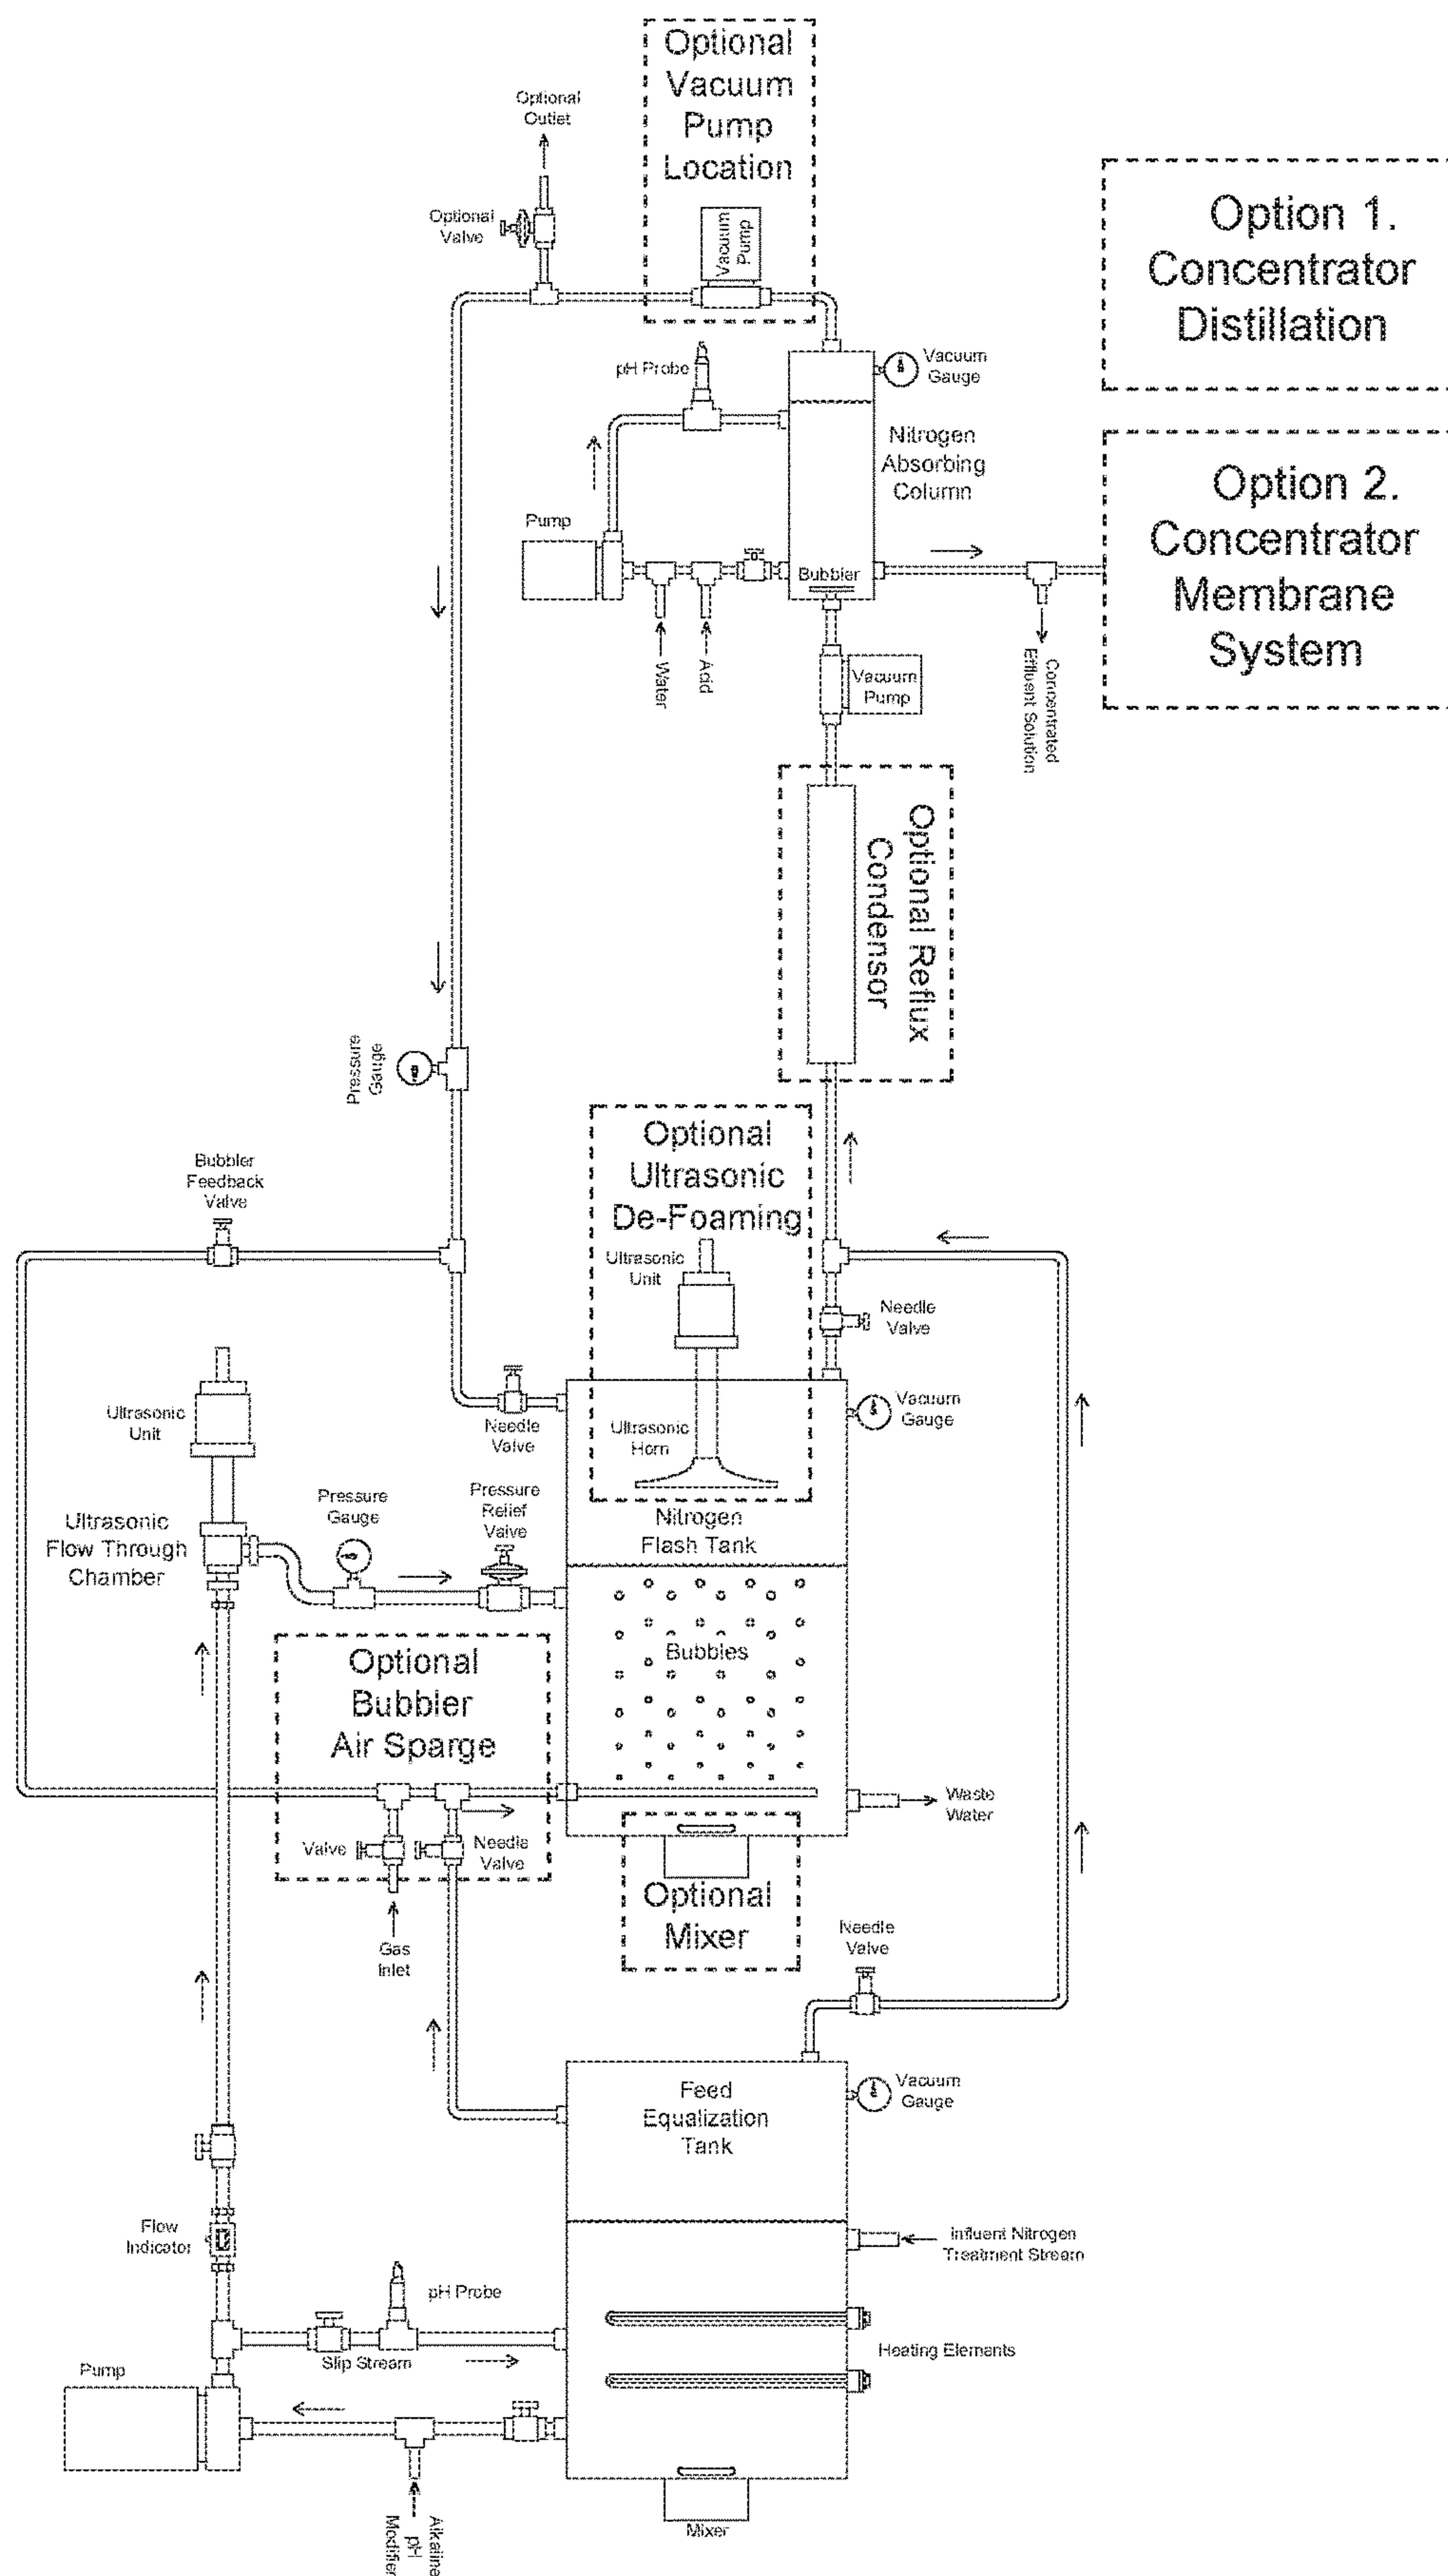 Optional
Vacuum
Pump
Location
Optional
Outlet
Optional
Valve
Vacuum
Pump
Option 1.
Concentrator
Distillation
pH Probe
Vacuum
Gauge
Nitrogen
Absorbing
Column
Option 2.
Concentrator
Membrane
System
Pump
Bubbler
Water
Acid
Vacuum
Pump
Concentrated
Effluent Solution
Optional Reflux
Condensor
Pressure
Gauge
Optional
Ultrasonic
De-Foaming
Bubbler
Feedback
Valve
Ultrasonic
Unit
Needle
Valve
Ultrasonic
Unit
Needle
Valve
Ultrasonic
Horn
Vacuum
Gauge
Pressure
Gauge
Pressure
Relief
Valve
Nitrogen
Flash Tank
Ultrasonic
Flow Through
Chamber
Bubbles
Optional
Bubbler
Air Sparge
Waste
Water
Valve
Needle
Valve
Optional
Mixer
Gas
Inlet
Needle
Valve
Feed
Equalization
Tank
Vacuum
Gauge
Flow
Indicator
Influent Nitrogen
Treatment Stream
pH Probe
Slip Stream
Heating Elements
Pump
Alkaline
pH
Modifier
Mixer